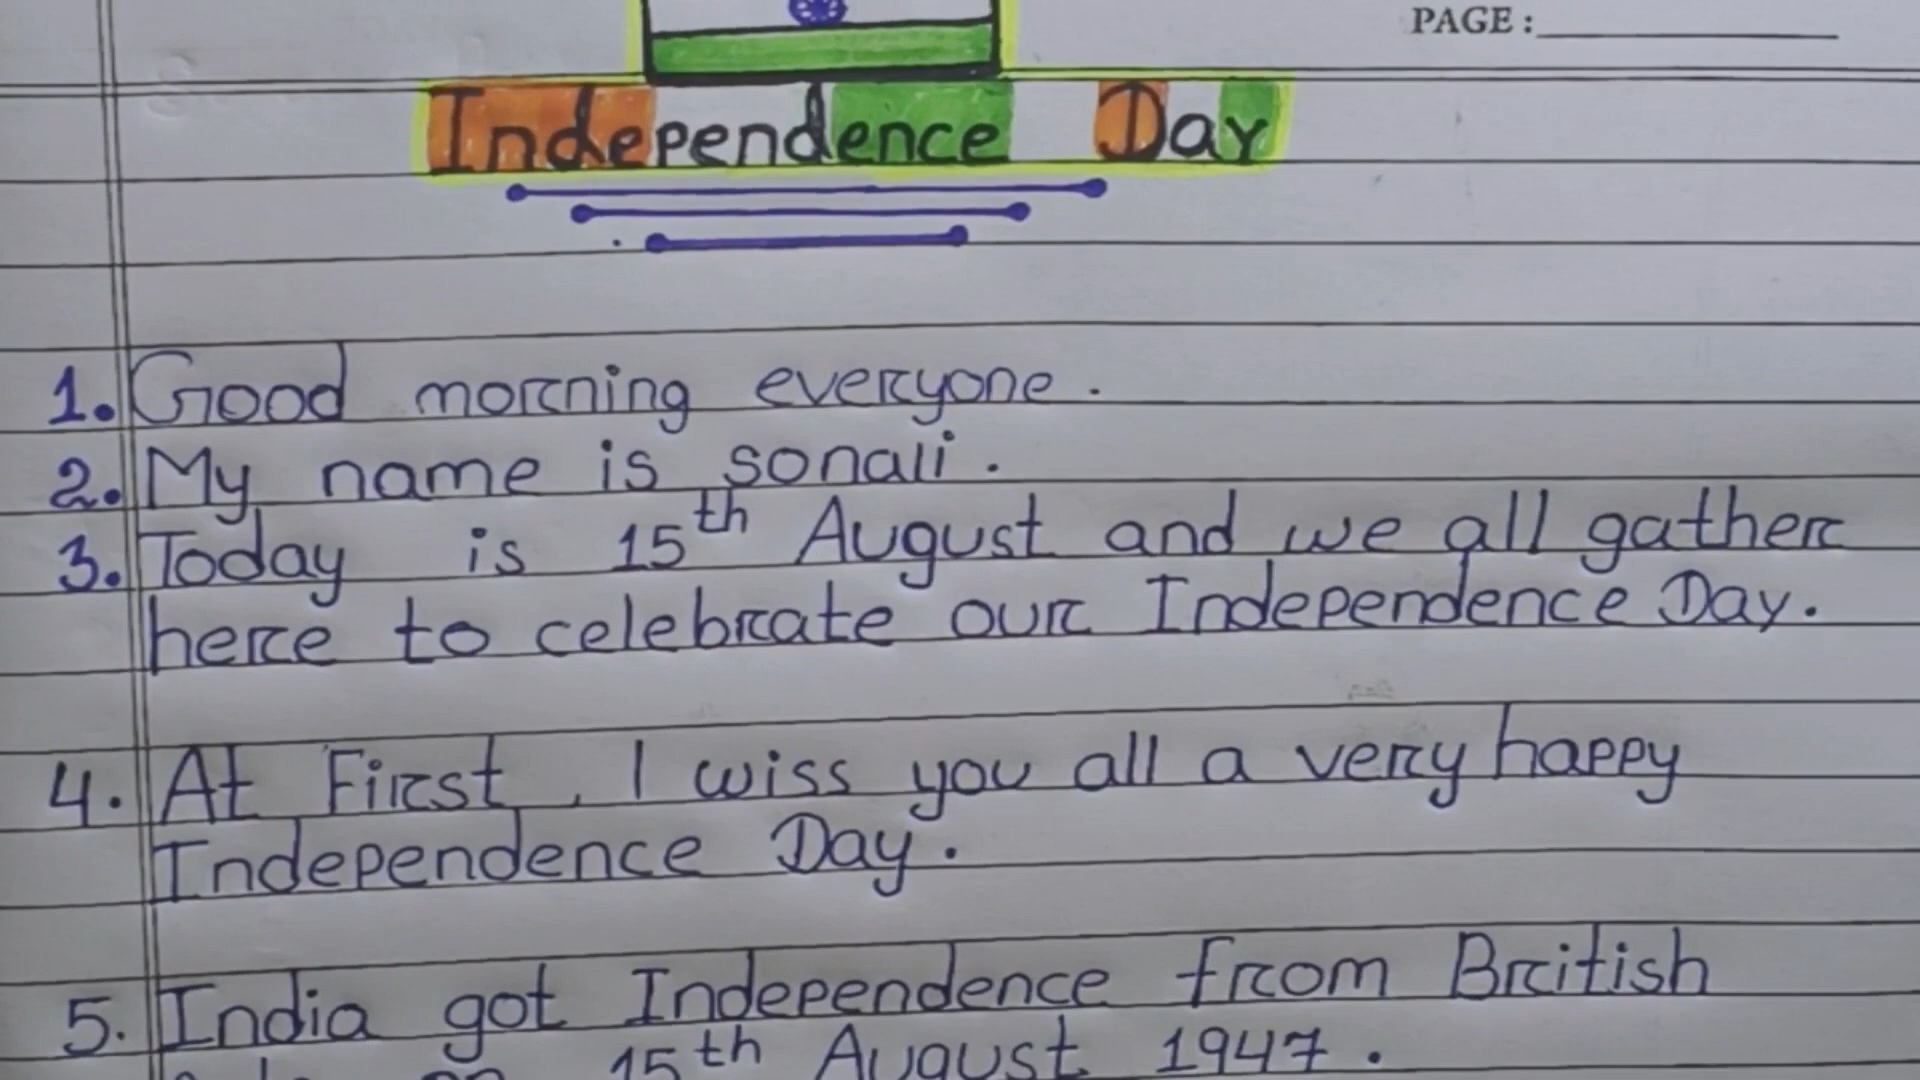 PAGE :
Independence Day
1. Good morning everyone.
2. My name is sonali.
3. Today is 15th August and we all gather
here to celebrate our Independence Day.
4. At First, I wiss you all a very happy
Independence Day.
5. India got Independence from British
on 15th August 1947.